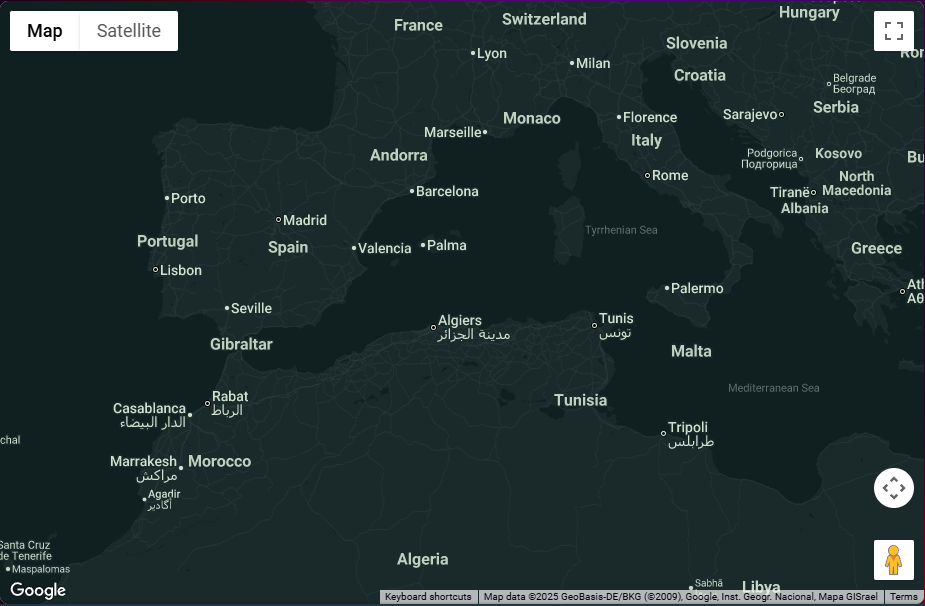 Map
Satellite
France
Switzerland
Hungary
Lyon
Milan
Slovenia
Croatia
Belgrade
Београд
Serbia
Sarajevo
Monaco
Florence
Italy
Marseille
Andorra
Rome
Podgorica
Подгорица
Kosovo
North
Macedonia
Tiranë
Albania
Barcelona
Porto
Madrid
Portugal
Spain
Valencia
Palma
Tyrrhenian Sea
Greece
Lisbon
Palermo
Seville
Algiers
مدينة الجزائر
Tunis
تونس
Gibraltar
Malta
Mediterranean Sea
Rabat
الرباط
Casablanca
الدار البيضاء
Tunisia
Tripoli
طرابلس
chal
Marrakesh
مراكش
Morocco
Agadir
أگادير
Santa Cruz
de Tenerife
Maspalomas
Algeria
Sabhā
Libya
Google
Keyboard shortcuts
Map data ©2025 GeoBasis-DE/BKG (©2009), Google, Inst. Geogr. Nacional, Mapa GISrael
Terms